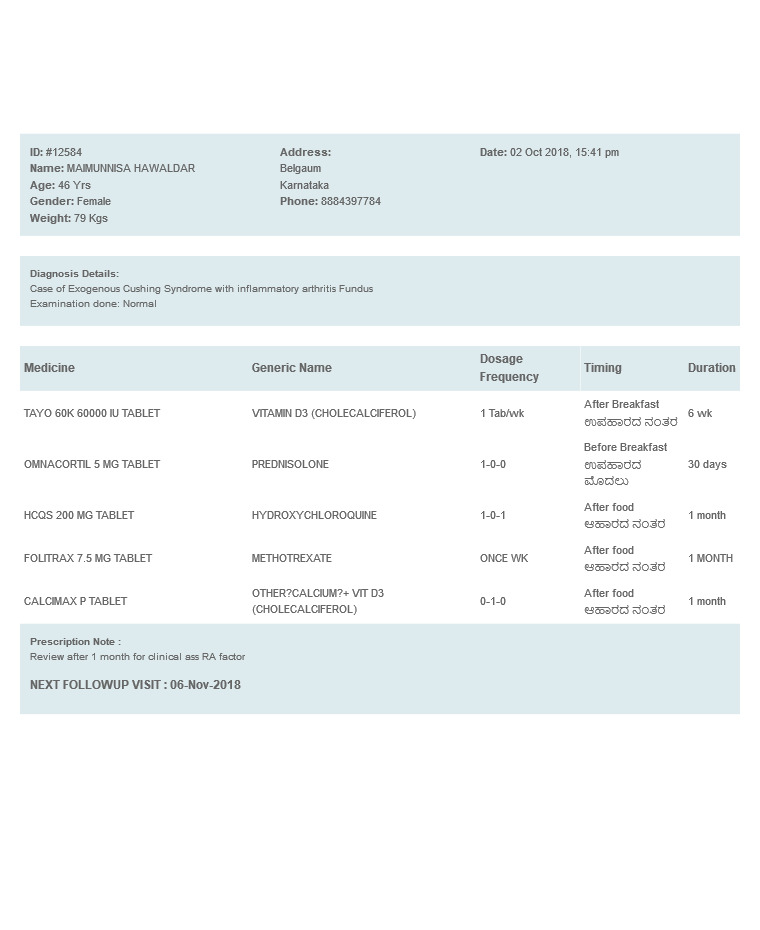 ID: #12584
Name: MAIMUNNISA HAWALDAR
Age: 46 Yrs
Gender: Female
Weight: 79 Kgs
Address:
Belgaum
Karnataka
Phone: 8884397784
Date: 02 Oct 2018, 15:41 pm
Diagnosis Details:
Case of Exogenous Cushing Syndrome with inflammatory arthritis Fundus
Examination done: Normal
Medicine Generic Name Dosage Frequency Timing Duration
TAYO 60K 60000 IU TABLET VITAMIN D3 (CHOLECALCIFEROL) 1 Tab/wk After Breakfast ಉಪಹಾರದ ನಂತರ 6 wk
OMNACORTIL 5 MG TABLET PREDNISOLONE 1-0-0 Before Breakfast ಉಪಹಾರದ ಮೊದಲು 30 days
HCQS 200 MG TABLET HYDROXYCHLOROQUINE 1-0-1 After food ಆಹಾರದ ನಂತರ 1 month
FOLITRAX 7.5 MG TABLET METHOTREXATE ONCE WK After food ಆಹಾರದ ನಂತರ 1 MONTH
CALCIMAX P TABLET OTHER?CALCIUM?+ VIT D3 (CHOLECALCIFEROL) 0-1-0 After food ಆಹಾರದ ನಂತರ 1 month
Prescription Note :
Review after 1 month for clinical ass RA factor
NEXT FOLLOWUP VISIT : 06-Nov-2018